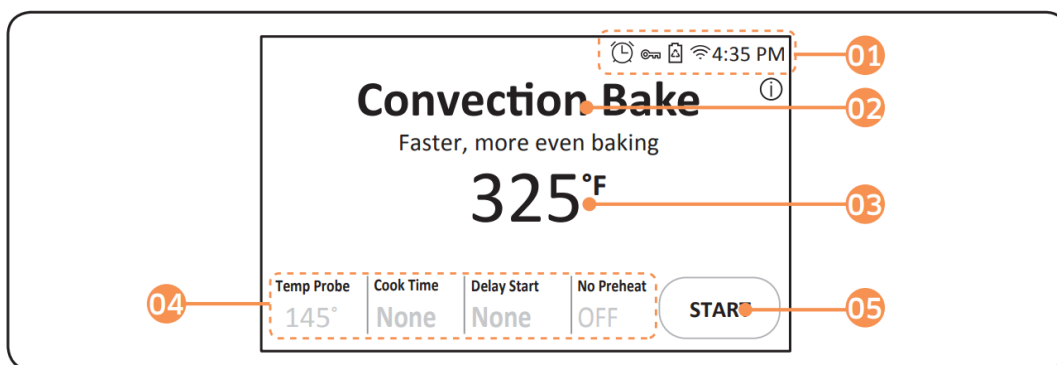 4:35 PM
01
Convection Bake
02
Faster, more even baking
325°F
03
Temp Probe Cook Time Delay Start No Preheat
145° None None OFF
04
START
05